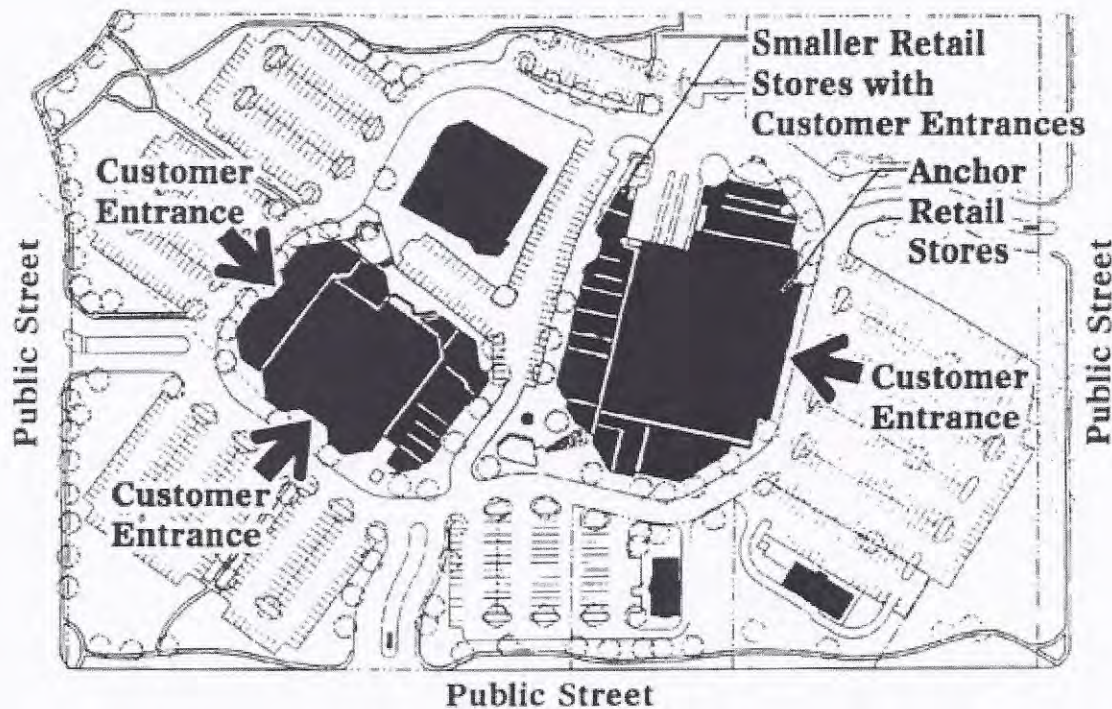 Smaller Retail
Stores with
Customer Entrances
Anchor
Retail
Stores
Customer
Entrance
Public Street
Public Street
Customer
Entrance
Customer
Entrance
Public Street